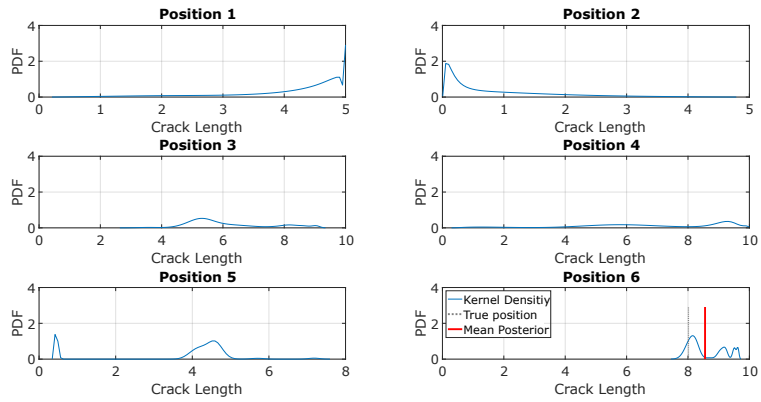 Position 1
4
2
0
PDF
0 1 2 3 4 5
Crack Length
Position 2
4
2
0
PDF
0 1 2 3 4 5
Crack Length
Position 3
4
2
0
PDF
0 2 4 6 8 10
Crack Length
Position 4
4
2
0
PDF
0 2 4 6 8 10
Crack Length
Position 5
4
2
0
PDF
0 2 4 6 8
Crack Length
Position 6
4
2
0
PDF
Kernel Densitiy
True position
Mean Posterior
0 2 4 6 8 10
Crack Length